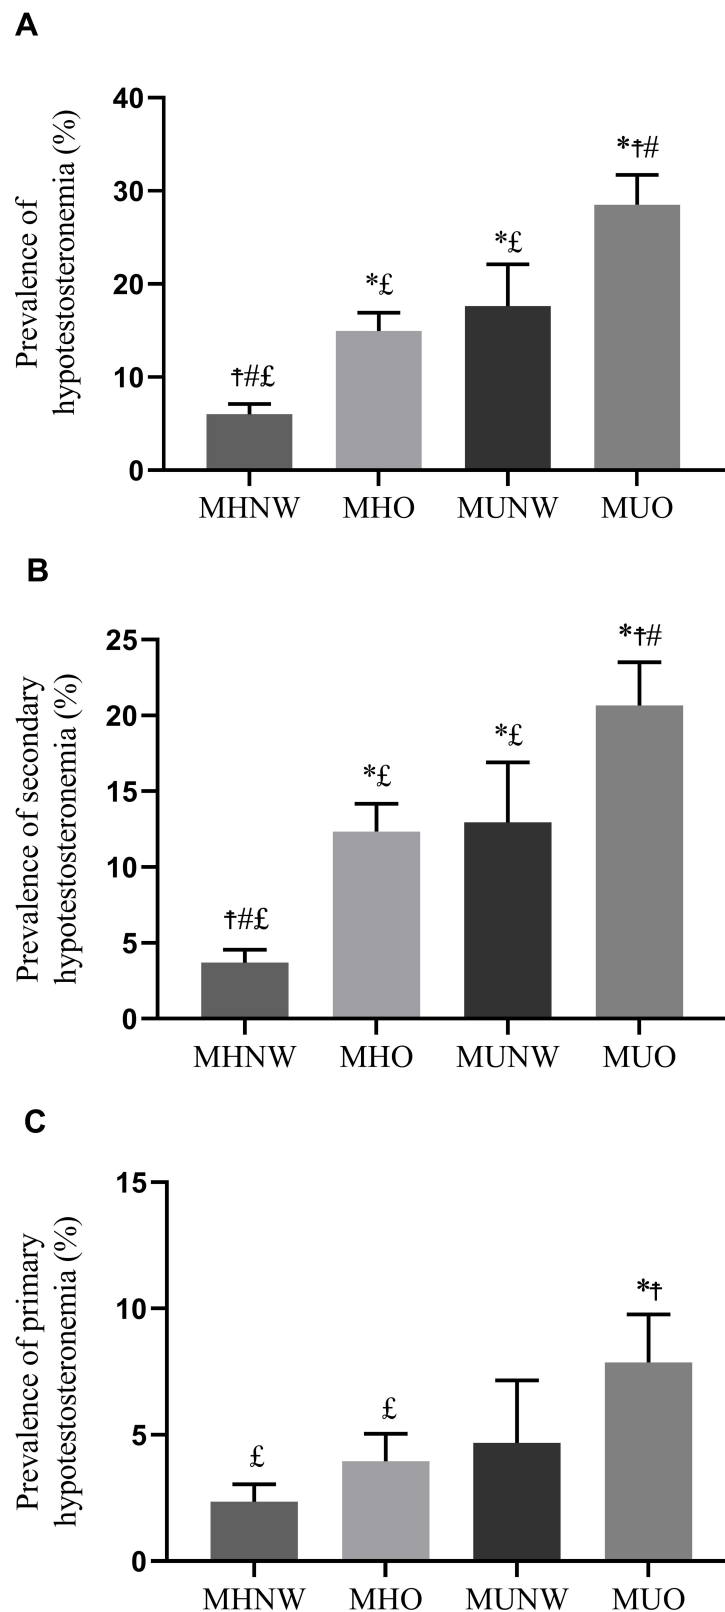 A
Prevalence of
hypotestosteronemia (%)
40
30
20
10
0
†#£
*£
*£
*†#
MHNW MHO MUNW MUO
B
Prevalence of secondary
hypotestosteronemia (%)
25
20
15
10
5
0
†#£
*£
*£
*†#
MHNW MHO MUNW MUO
C
Prevalence of primary
hypotestosteronemia (%)
15
10
5
0
£
£
*†
MHNW MHO MUNW MUO